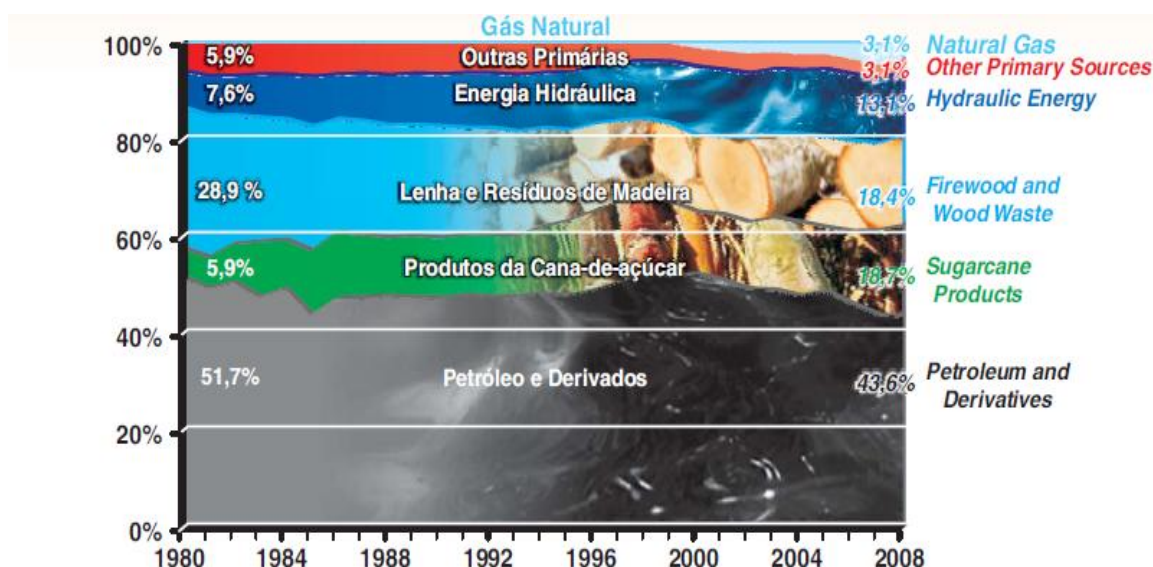 Gás Natural
100%
5,9%
Outras Primárias
3,1%
Natural Gas
3,1%
Other Primary Sources
7,6%
Energia Hidráulica
13,1%
Hydraulic Energy
80%
28,9 %
Lenha e Resíduos de Madeira
18,4%
Firewood and
Wood Waste
60%
5,9%
Produtos da Cana-de-açúcar
18,7%
Sugarcane
Products
40%
51,7%
Petróleo e Derivados
43,6%
Petroleum and
Derivatives
20%
0%
1980 1984 1988 1992 1996 2000 2004 2008